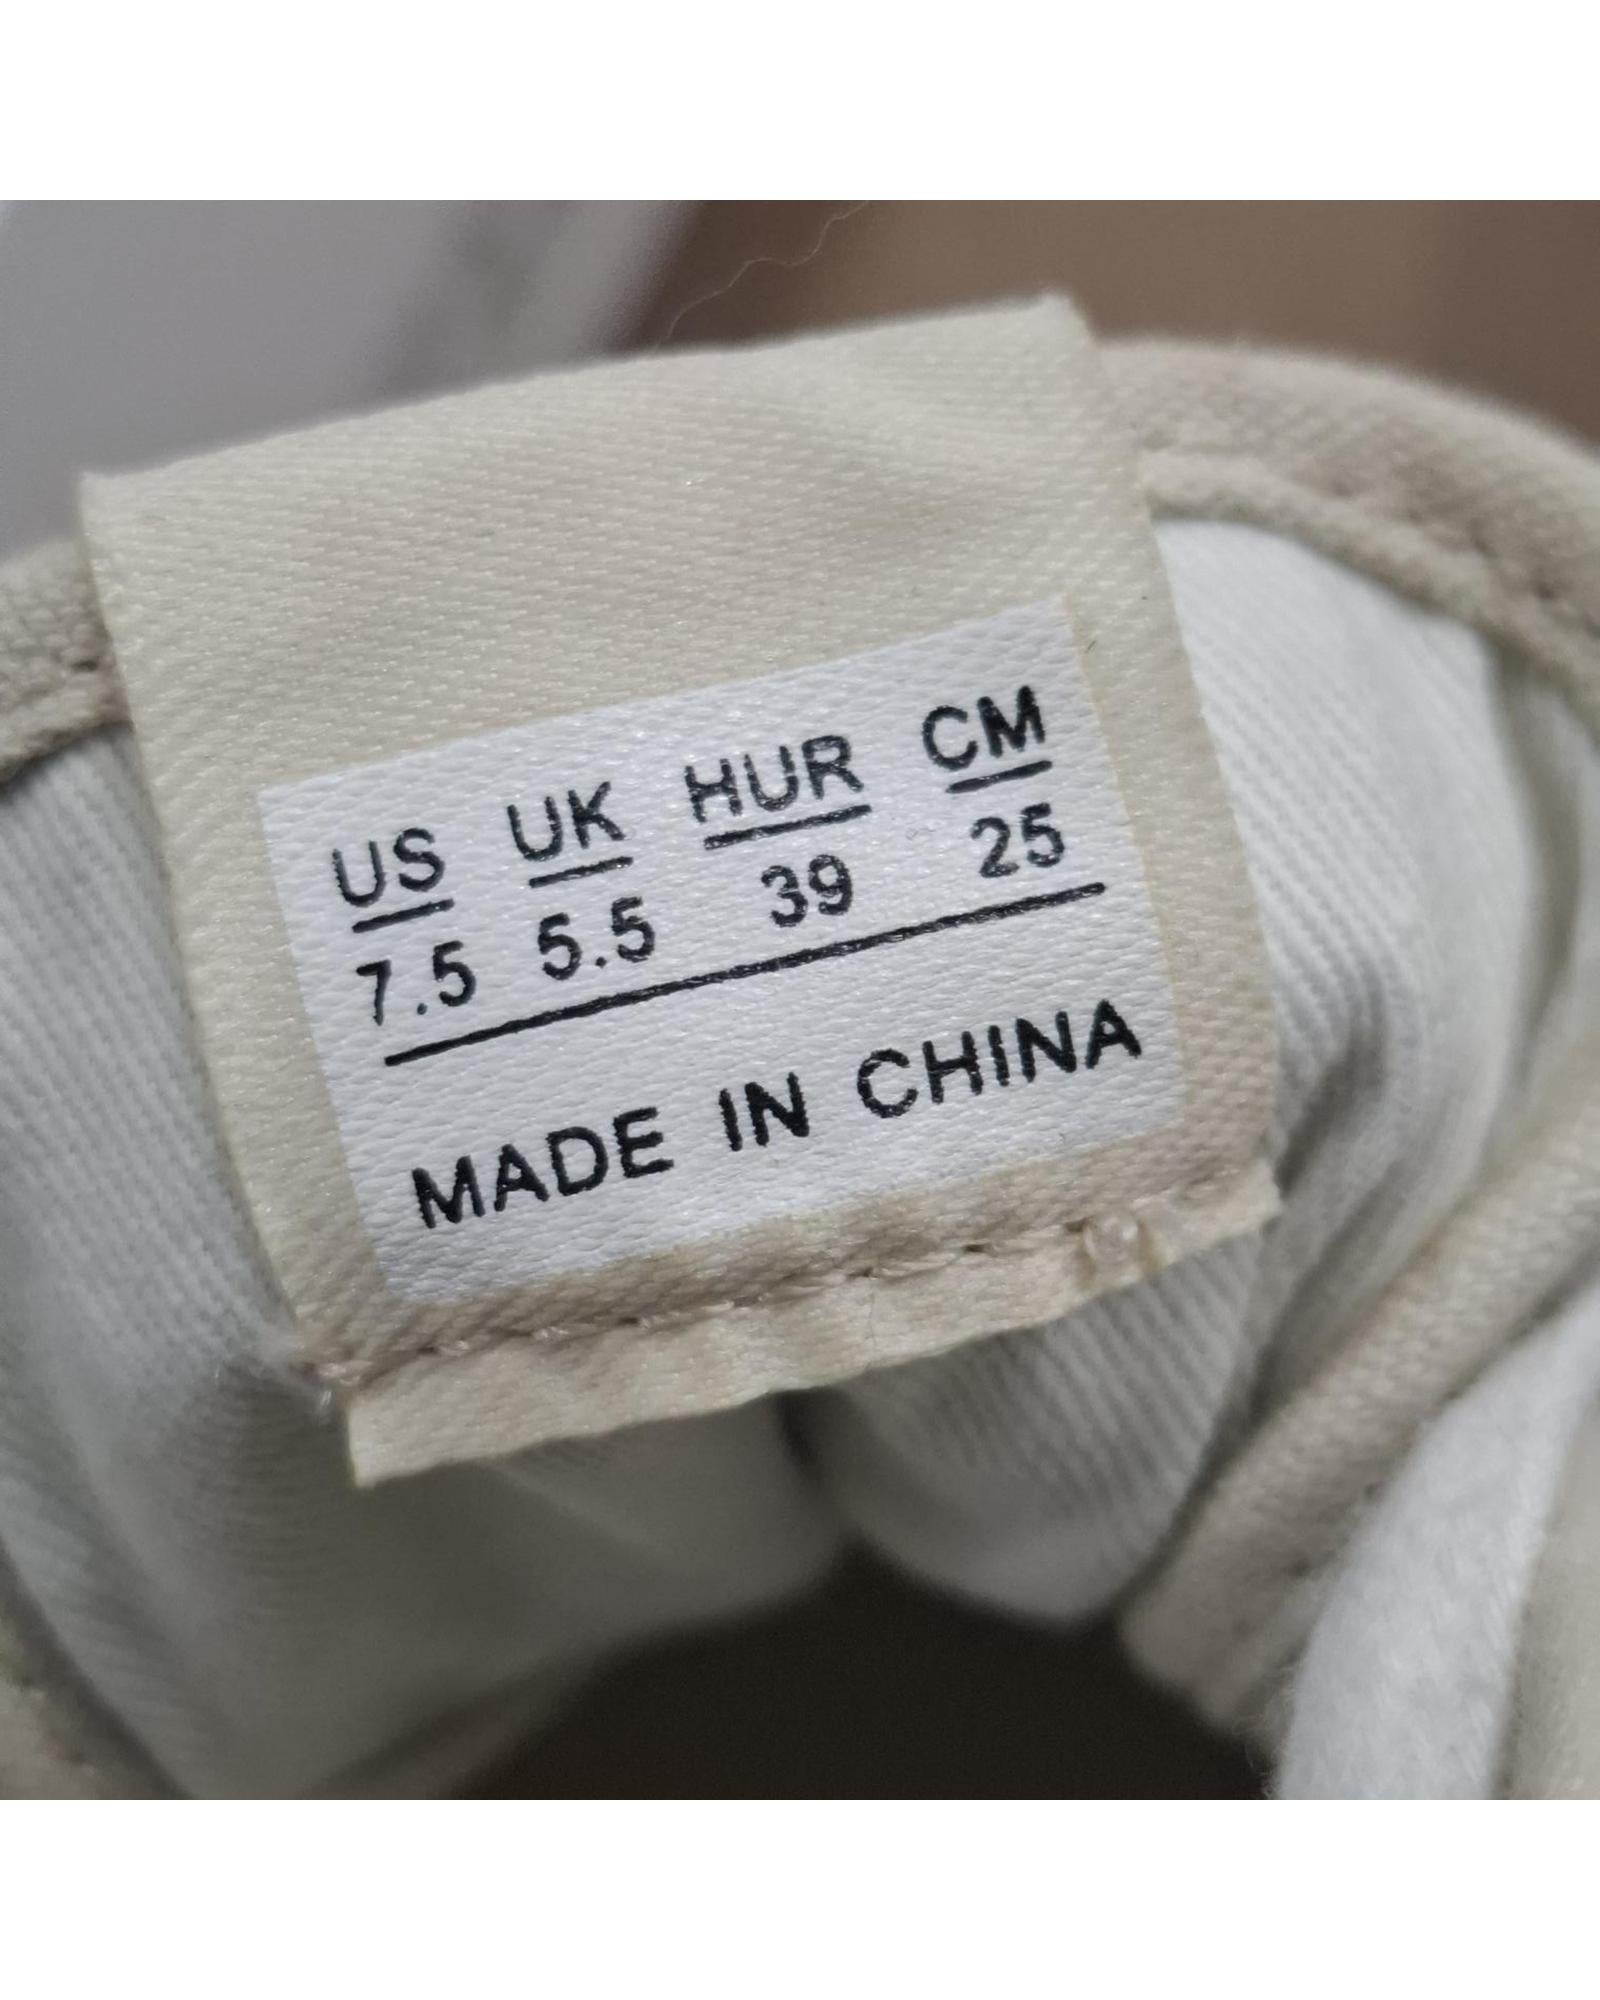 US UK HUR CM
7.5 5.5 39 25
MADE IN CHINA